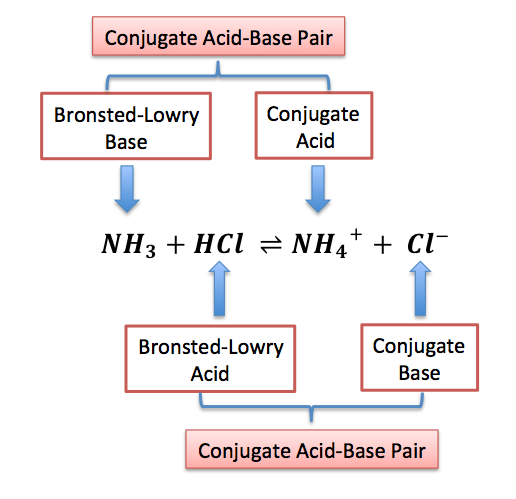 Conjugate Acid-Base Pair
Bronsted-Lowry
Base
Conjugate
Acid
NH₃ + HCl ⇌ NH₄⁺ + Cl⁻
Bronsted-Lowry
Acid
Conjugate
Base
Conjugate Acid-Base Pair